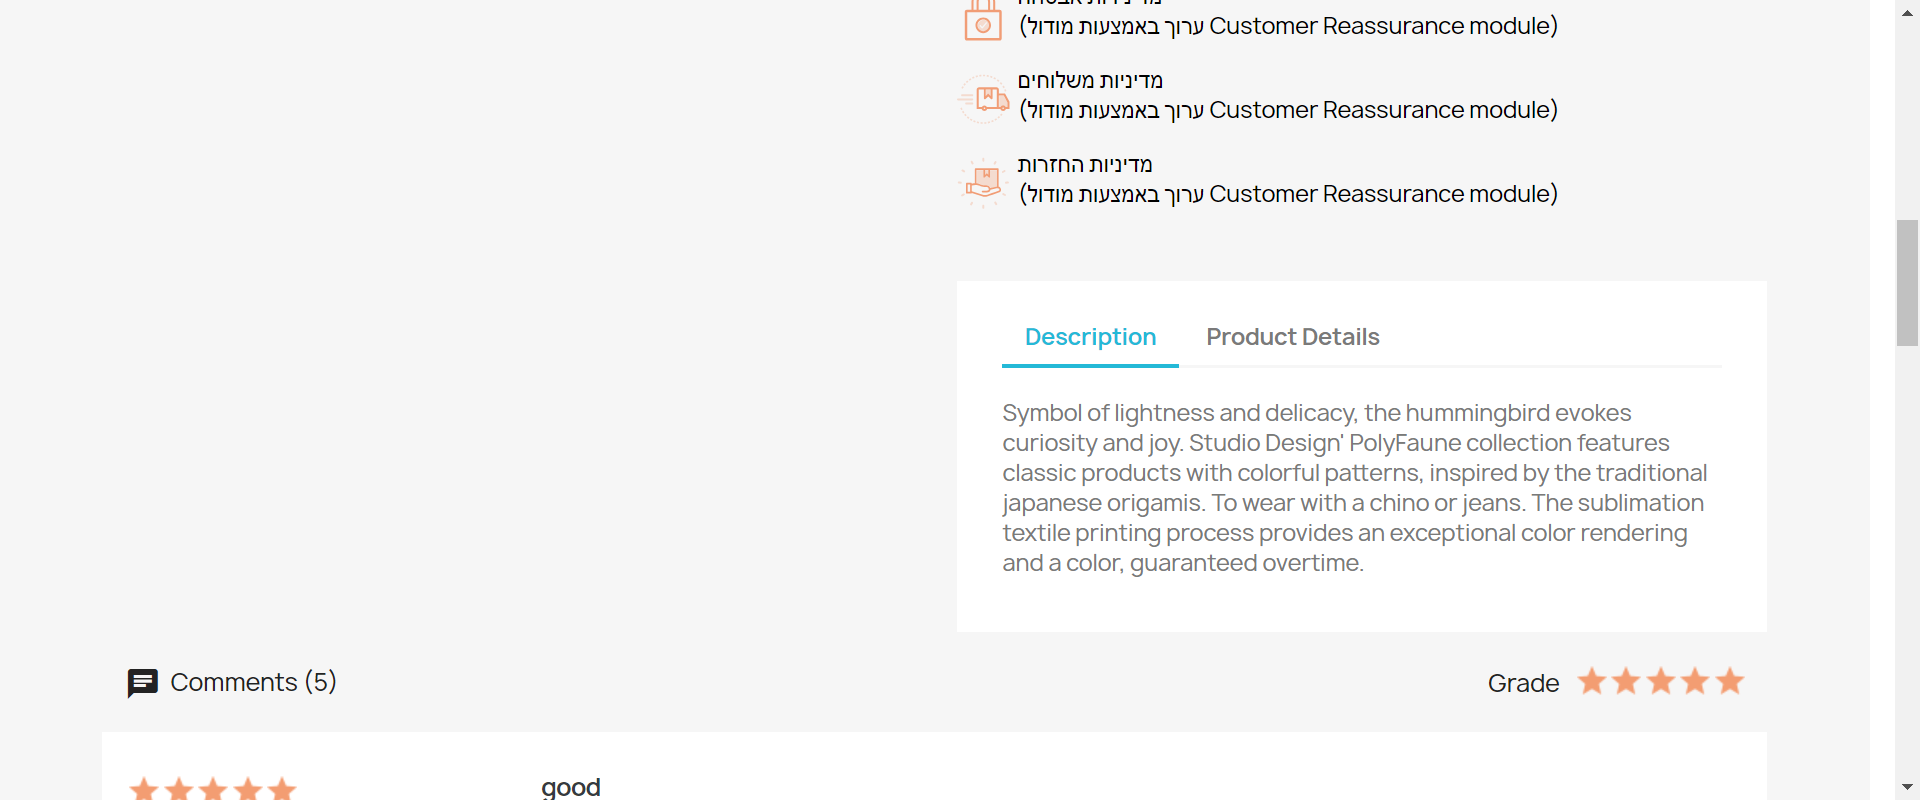 (ערוך באמצעות מודול Customer Reassurance module)
מדיניות משלוחים
(ערוך באמצעות מודול Customer Reassurance module)
מדיניות החזרות
(ערוך באמצעות מודול Customer Reassurance module)
Description
Product Details
Symbol of lightness and delicacy, the hummingbird evokes
curiosity and joy. Studio Design' PolyFaune collection features
classic products with colorful patterns, inspired by the traditional
japanese origamis. To wear with a chino or jeans. The sublimation
textile printing process provides an exceptional color rendering
and a color, guaranteed overtime.
Comments (5)
Grade
good